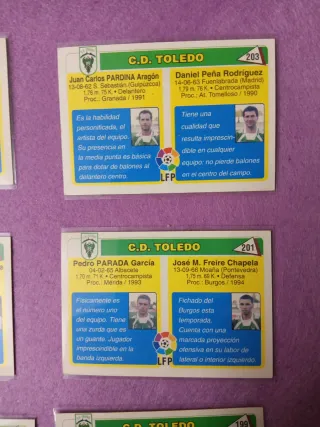 C.D. TOLEDO
203
Juan Carlos PARDINA Aragón
13-06-62 S. Sebastián (Guipúzcoa)
1,75 m. 75 K. • Delantero
Proc.: Granada / 1991
Es la habilidad
personificada, el
artista del equipo.
Su presencia en
la media punta es básica
para dotar de balones al
delantero centro.
Daniel Peña Rodríguez
14-2-68 Fuenlabrada (Madrid)
1,79 m. 76 K. • Centrocampista
Proc.: At. Tomelloso / 1990
Tiene una
cualidad que
resulta imprescin-
dible en cualquier
equipo: no pierde balones
en el centro del campo.
LFP
C.D. TOLEDO
201
Pedro PARADA García
04-02-65 Albacete
1,70 m. 71 K. • Centrocampista
Proc.: Mérida / 1993
Físicamente es
el número uno
del equipo. Tiene
una zurda que es
un guante. Jugador
imprescindible en la
banda izquierda.
José M. Freire Chapela
13-09-66 Moaña (Pontevedra)
1,75 m. 69 K. • Defensa
Proc.: Burgos / 1994
Fichado del
Burgos esta
temporada.
Cuenta con una
marcada proyección
ofensiva en su labor de
lateral o interior izquierdo.
LFP
C.D. TOLEDO
199